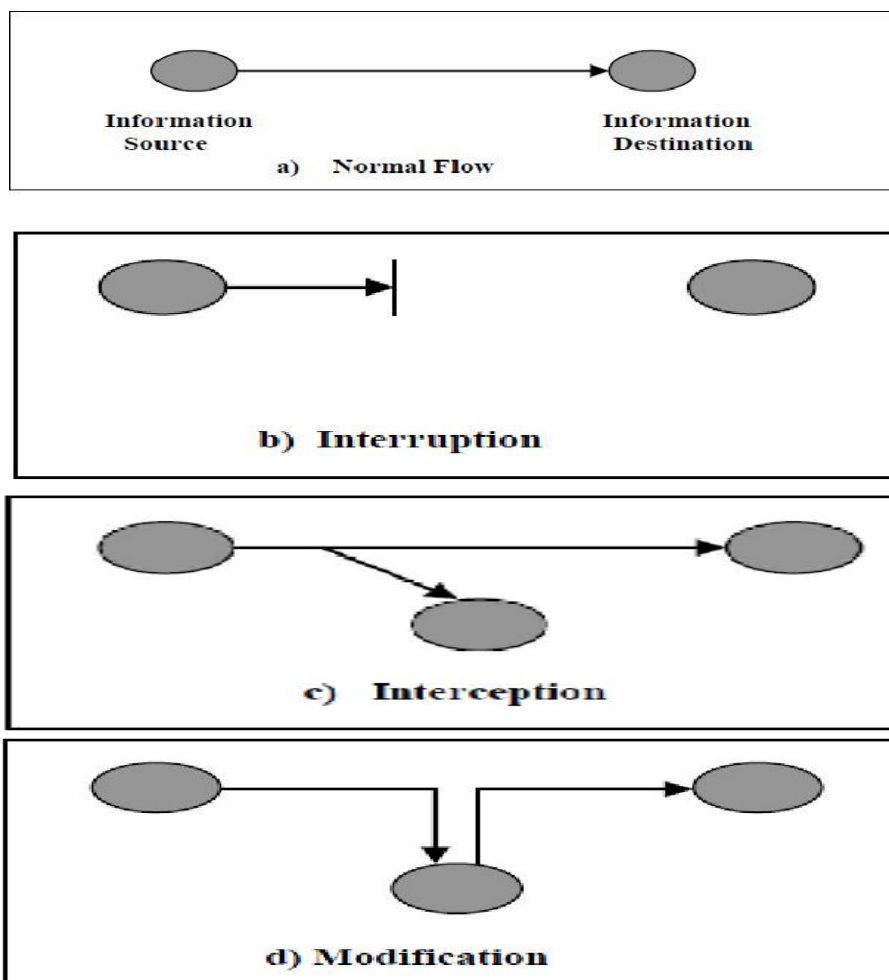 Information Information
Source Destination
a) Normal Flow
b) Interruption
c) Interception
d) Modification